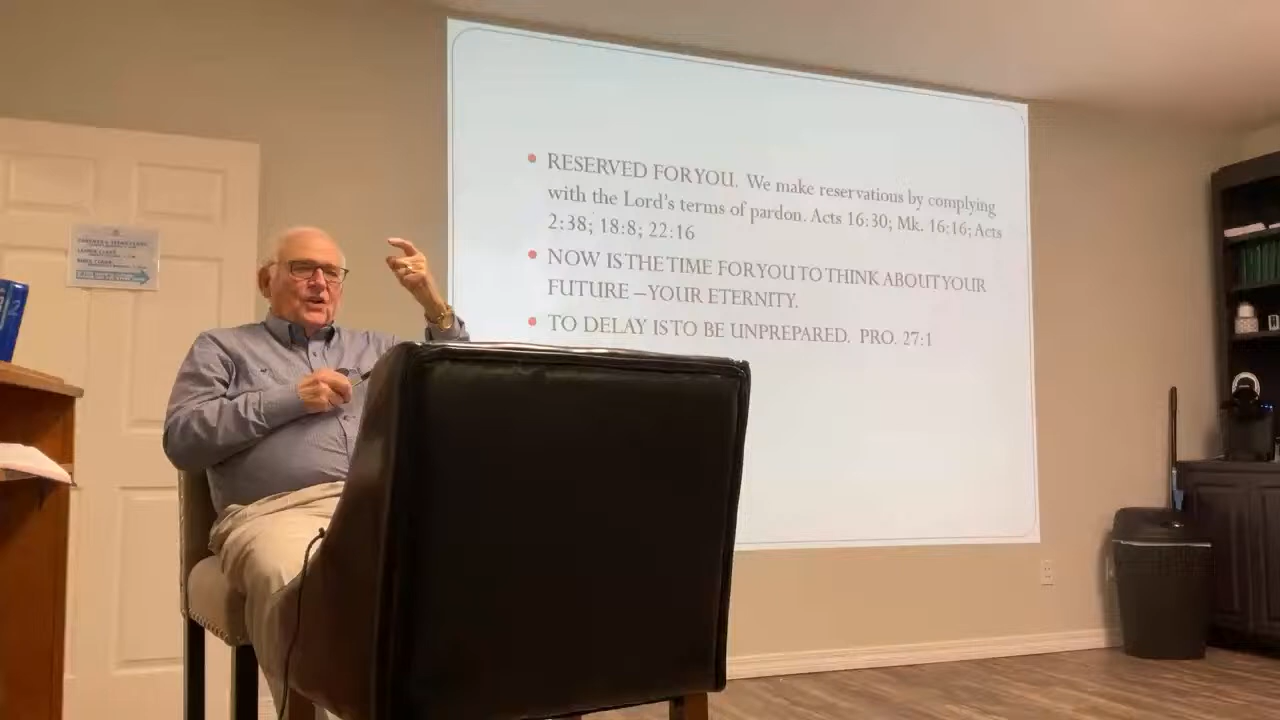 RESERVED FOR YOU. We make reservations by complying
with the Lord's terms of pardon. Acts 16:30; Mk. 16:16; Acts
2:38; 18:8; 22:16
NOW IS THE TIME FOR YOU TO THINK ABOUT YOUR
FUTURE – YOUR ETERNITY.
TO DELAY IS TO BE UNPREPARED. PRO. 27:1
2